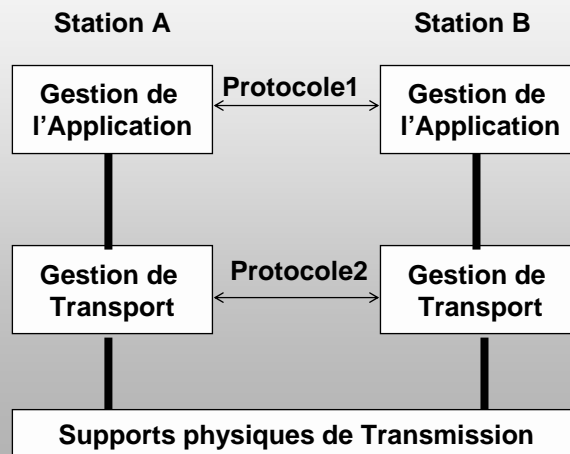 Station A
Station B
Gestion de
l’Application
Protocole1
Gestion de
l’Application
Gestion de
Transport
Protocole2
Gestion de
Transport
Supports physiques de Transmission